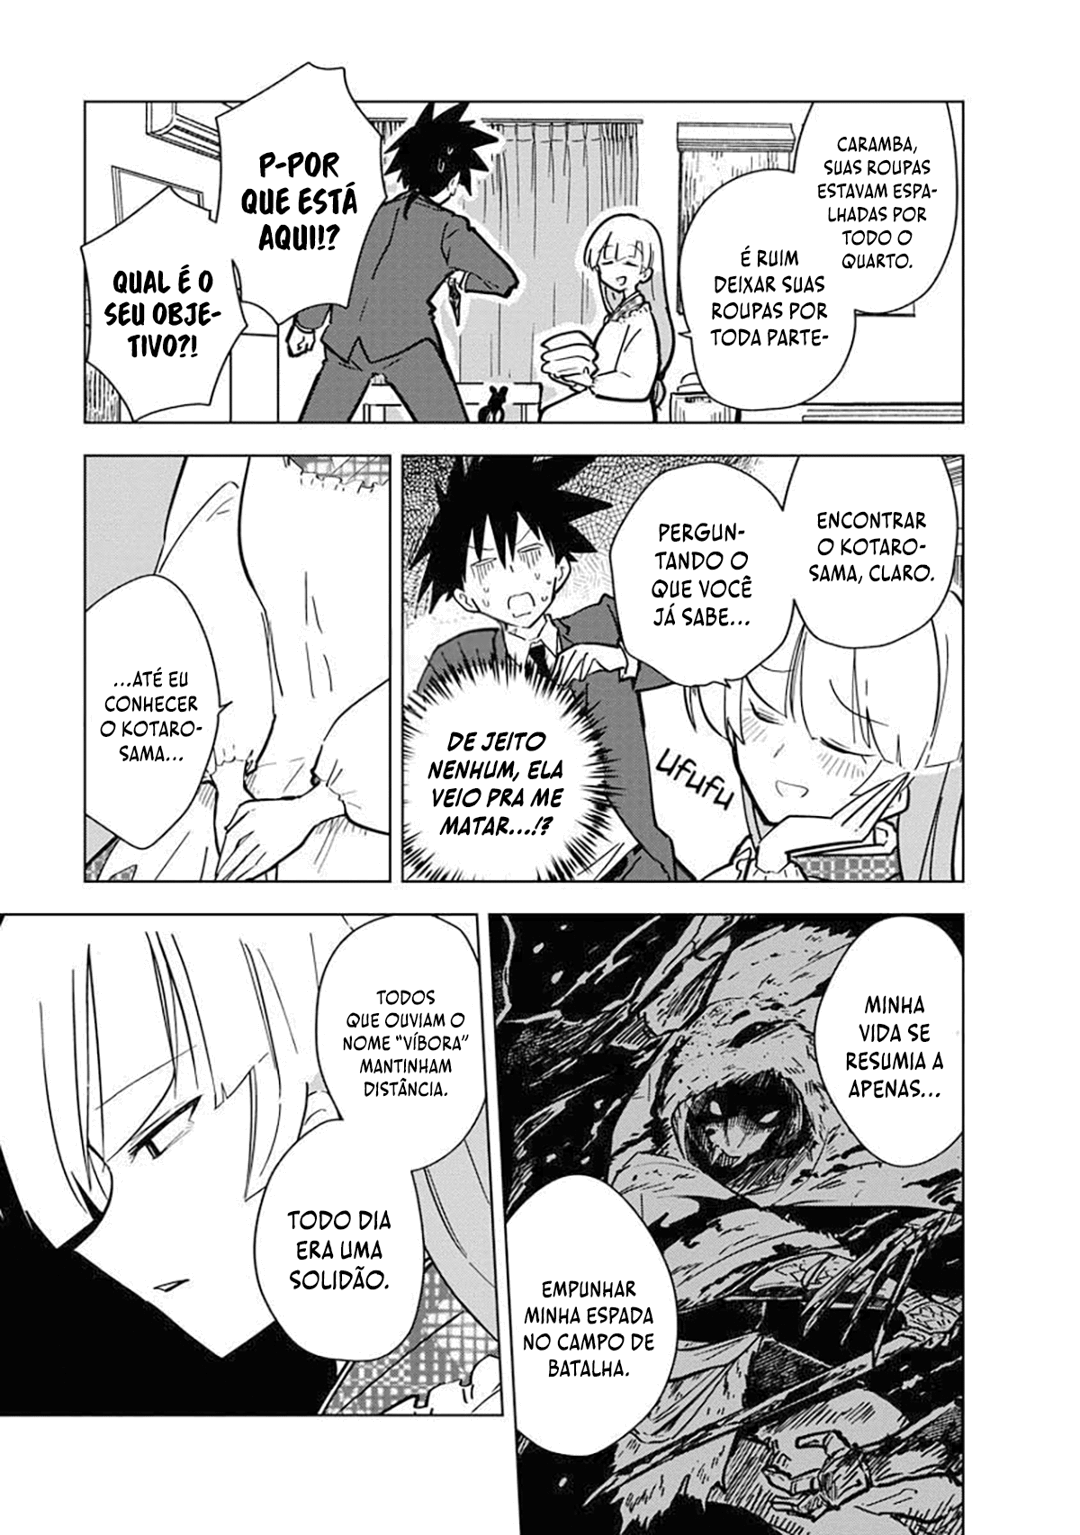 CARAMBA,
SUAS ROUPAS
ESTAVAM ESPA-
LHADAS POR
TODO O
QUARTO.
É RUIM
DEIXAR SUAS
ROUPAS POR
TODA PARTE-
P-POR
QUE ESTÁ
AQUI!?
QUAL É O
SEU OBJE-
TIVO?!
ENCONTRAR
O KOTARO-
SAMA, CLARO.
PERGUN-
TANDO O
QUE VOCÊ
JÁ SABE...
UFUFU
DE JEITO
NENHUM, ELA
VEIO PRA ME
MATAR...!?
...ATÉ EU
CONHECER
O KOTARO-
SAMA...
MINHA
VIDA SE
RESUMIA A
APENAS...
EMPUNHAR
MINHA ESPADA
NO CAMPO DE
BATALHA.
TODOS
QUE OUVIAM O
NOME “VÍBORA”
MANTINHAM
DISTÂNCIA.
TODO DIA
ERA UMA
SOLIDÃO.